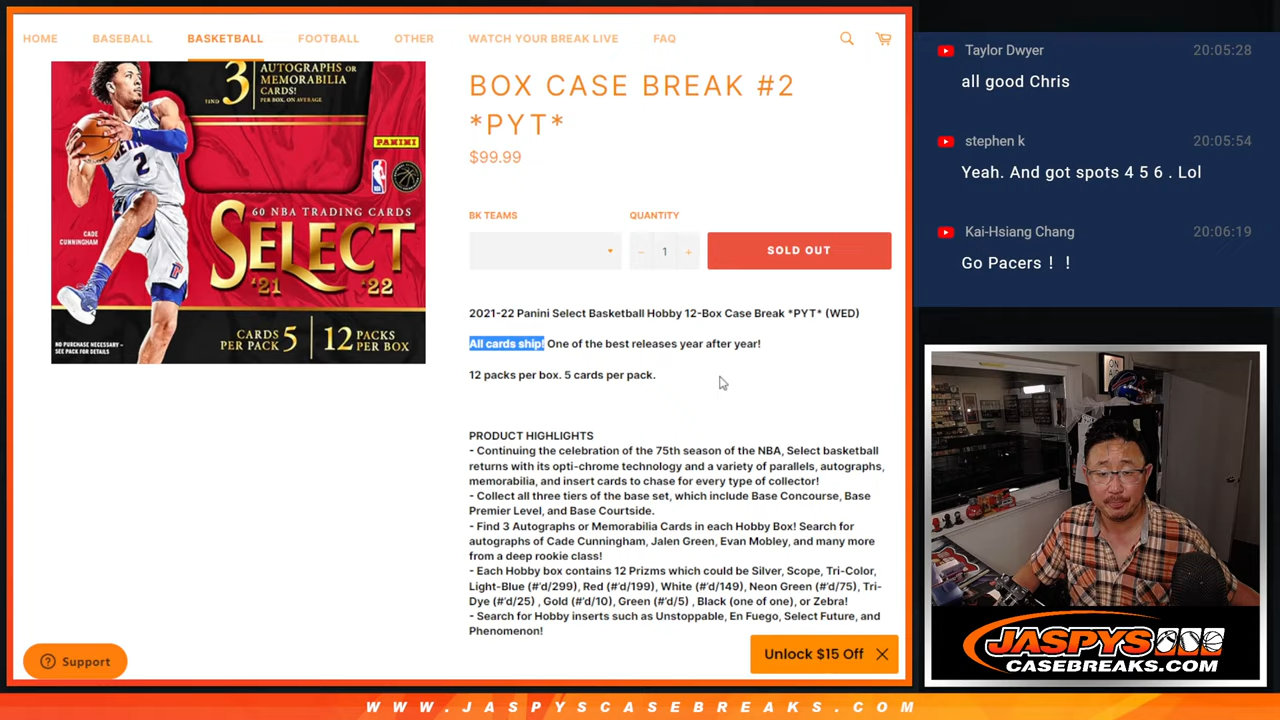 HOME BASEBALL BASKETBALL FOOTBALL OTHER WATCH YOUR BREAK LIVE FAQ
FIND 3 AUTOGRAPHS OR
MEMORABILIA
CARDS!
PER BOX, ON AVERAGE
PANINI
NBA
2
CADE
CUNNINGHAM
60 NBA TRADING CARDS
SELECT
'21 '22
NO PURCHASE NECESSARY.
SEE PACK FOR DETAILS
CARDS
PER PACK 5
12 PACKS
PER BOX
BOX CASE BREAK #2
*PYT*
$99.99
BK TEAMS QUANTITY
− 1 + SOLD OUT
2021-22 Panini Select Basketball Hobby 12-Box Case Break *PYT* (WED)
All cards ship! One of the best releases year after year!
12 packs per box. 5 cards per pack.
PRODUCT HIGHLIGHTS
- Continuing the celebration of the 75th season of the NBA, Select basketball
returns with its opti-chrome technology and a variety of parallels, autographs,
memorabilia, and insert cards to chase for every type of collector!
- Collect all three tiers of the base set, which include Base Concourse, Base
Premier Level, and Base Courtside.
- Find 3 Autographs or Memorabilia Cards in each Hobby Box! Search for
autographs of Cade Cunningham, Jalen Green, Evan Mobley, and many more
from a deep rookie class!
- Each Hobby box contains 12 Prizms which could be Silver, Scope, Tri-Color,
Light-Blue (#'d/299), Red (#'d/199), White (#'d/149), Neon Green (#'d/75), Tri-
Dye (#'d/25) , Gold (#'d/10), Green (#'d/5) , Black (one of one), or Zebra!
- Search for Hobby inserts such as Unstoppable, En Fuego, Select Future, and
Phenomenon!
Support
Unlock $15 Off
Taylor Dwyer 20:05:28
all good Chris
stephen k 20:05:54
Yeah. And got spots 4 5 6 . Lol
Kai-Hsiang Chang 20:06:19
Go Pacers！！
ON AIR
JASPYS
CASEBREAKS.COM
WWW.JASPYSCASEBREAKS.COM